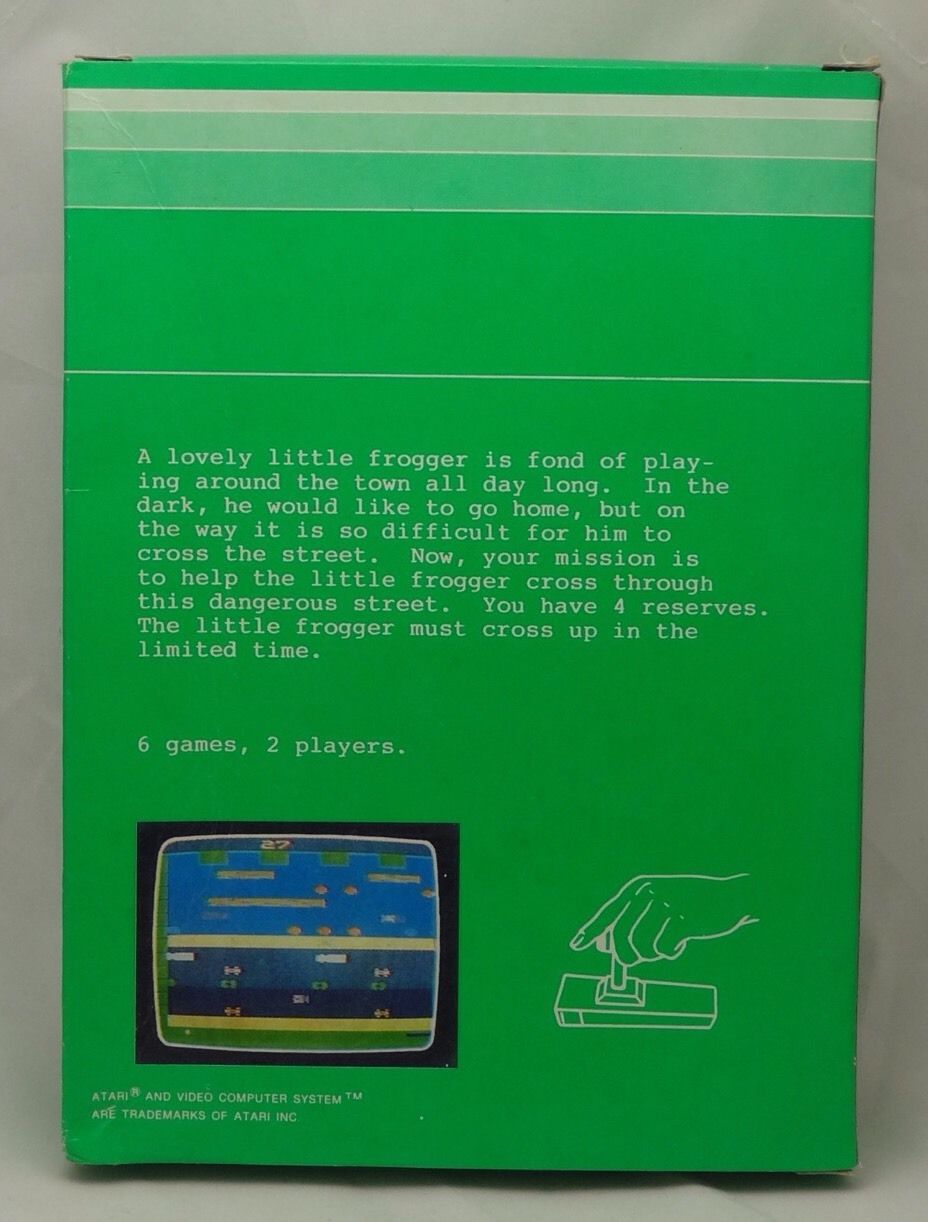 A lovely little frogger is fond of play-
ing around the town all day long.  In the
dark, he would like to go home, but on
the way it is so difficult for him to
cross the street.  Now, your mission is
to help the little frogger cross through
this dangerous street.  You have 4 reserves.
The little frogger must cross up in the
limited time.
6 games, 2 players.
27
ATARI® AND VIDEO COMPUTER SYSTEM™
ARE TRADEMARKS OF ATARI INC.